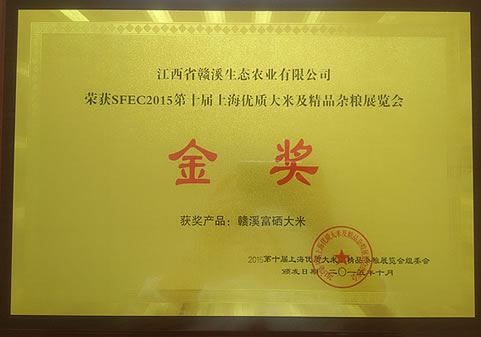 江西省赣溪生态农业有限公司
荣获SFEC2015第十届上海优质大米及精品杂粮展览会
金奖
获奖产品：赣溪富硒大米
2015第十届上海优质大米及精品杂粮展览会组委会
颁发日期 二〇一五年十月